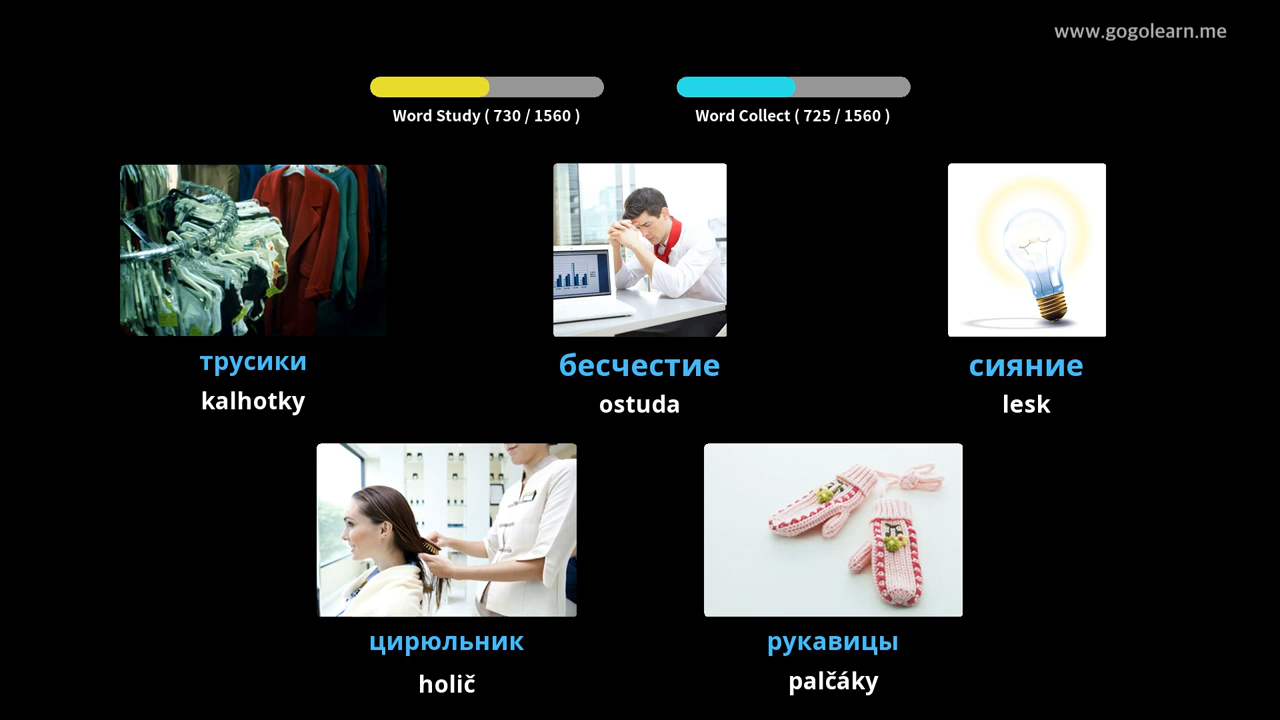 www.gogolearn.me
Word Study ( 730 / 1560 )
Word Collect ( 725 / 1560 )
трусики
kalhotky
бесчестие
ostuda
сияние
lesk
цирюльник
holič
рукавицы
palčáky